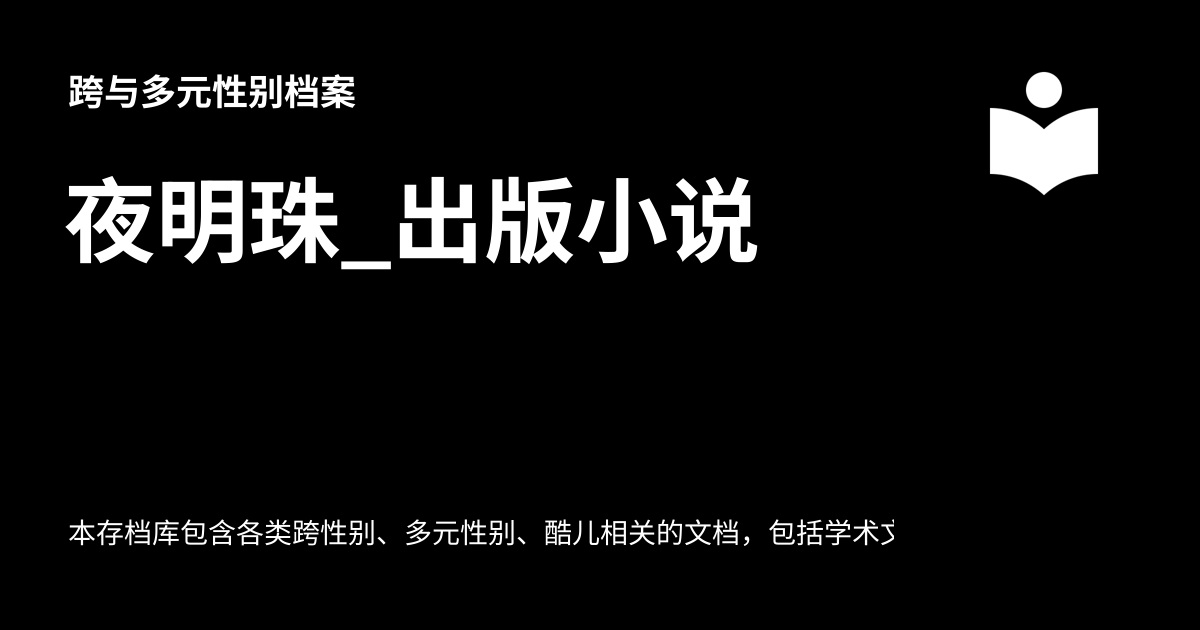 跨与多元性别档案
夜明珠_出版小说
本存档库包含各类跨性别、多元性别、酷儿相关的文档，包括学术